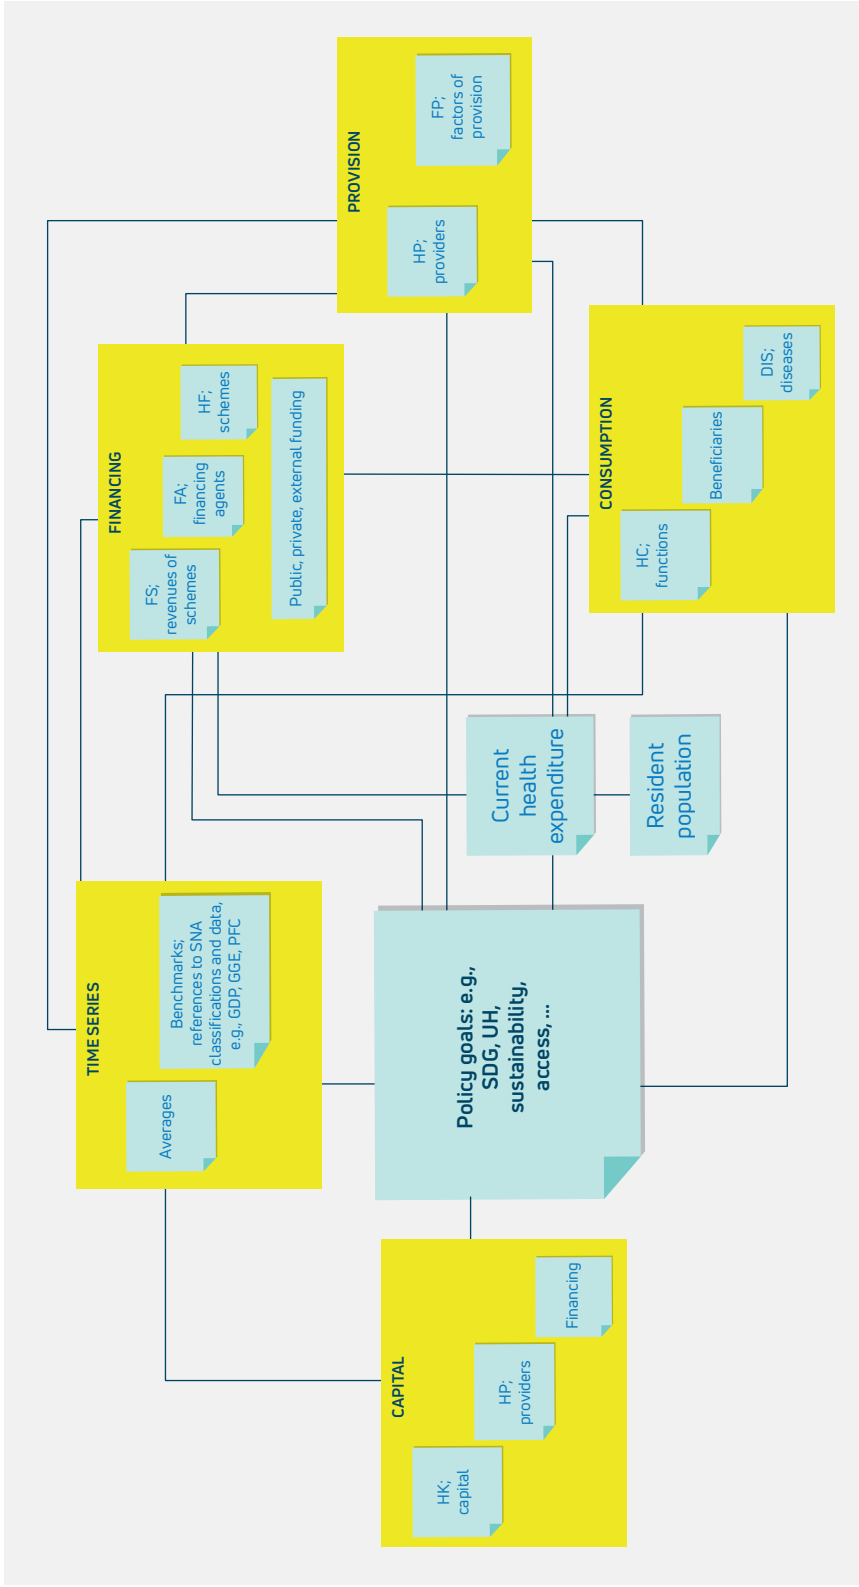 TIME SERIES
Averages
Benchmarks;
references to SNA
classifications and data,
e.g., GDP, GGE, PFC
FINANCING
FS;
revenues of
schemes
FA;
financing
agents
HF;
schemes
Public, private, external funding
PROVISION
HP;
providers
FP;
factors of
provision
CAPITAL
HK;
capital
HP;
providers
Financing
Policy goals: e.g.,
SDG, UH,
sustainability,
access, ...
Current
health
expenditure
Resident
population
CONSUMPTION
HC;
functions
Beneficiaries
DIS;
diseases